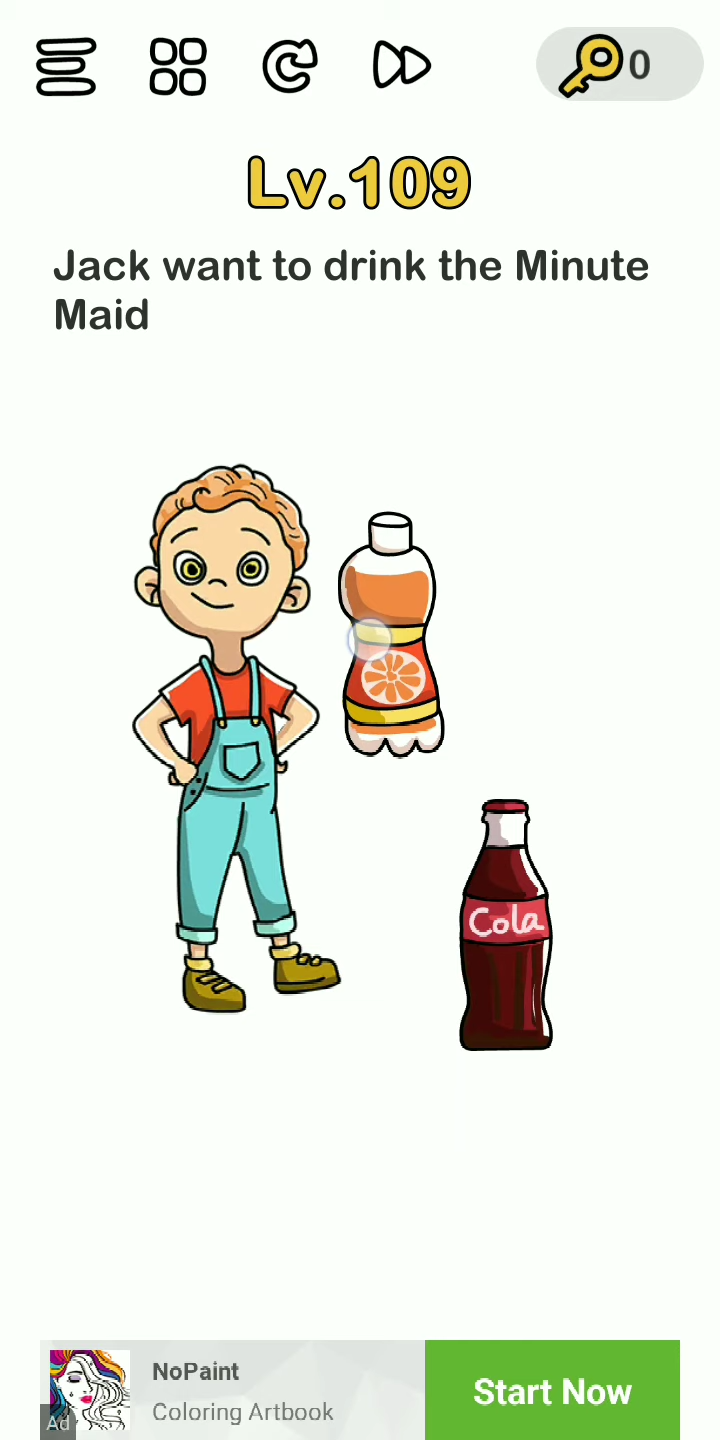 0
Lv.109
Jack want to drink the Minute
Maid
Cola
NoPaint
Coloring Artbook
Start Now
Ad